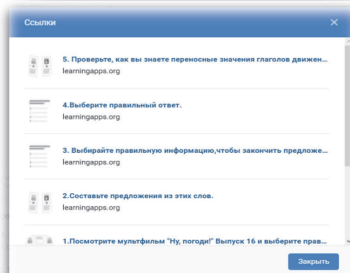 Ссылки
5. Проверьте, как вы знаете переносные значения глаголов движен...
learningapps.org
4.Выберите правильный ответ.
learningapps.org
3. Выбирайте правильную информацию,чтобы закончить предложе...
learningapps.org
2.Составьте предложения из этих слов.
learningapps.org
1.Посмотрите мультфильм "Ну, погоди!" Выпуск 16 и выберите прав...
Закрыть